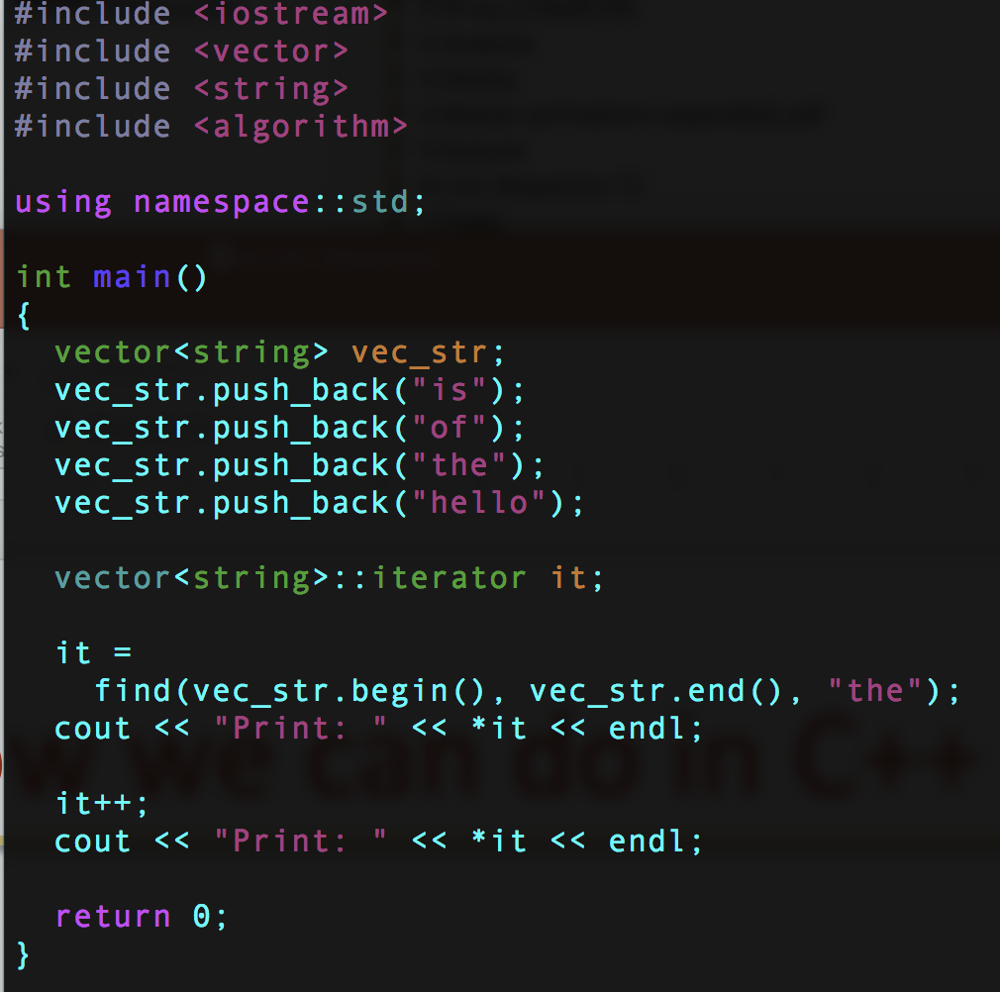 #include <iostream>
#include <vector>
#include <string>
#include <algorithm>
using namespace::std;
int main()
{
vector<string> vec_str;
vec_str.push_back("is");
vec_str.push_back("of");
vec_str.push_back("the");
vec_str.push_back("hello");
vector<string>::iterator it;
it =
find(vec_str.begin(), vec_str.end(), "the");
cout << "Print: " << *it << endl;
w we can do in C++
it++;
cout << "Print: " << *it << endl;
return 0;
}